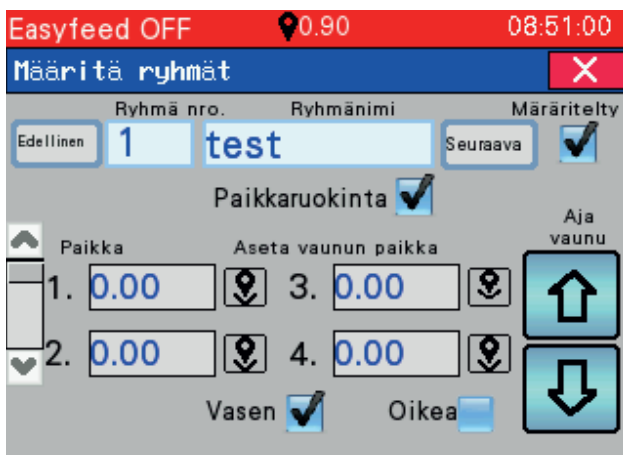 Easyfeed OFF 0.90 08:51:00
Määritä ryhmät
Ryhmä nro. Ryhmänimi Märäritelty
Edellinen 1 test Seuraava
Paikkaruokinta
Aja
vaunu
Paikka Aseta vaunun paikka
1. 0.00 3. 0.00
2. 0.00 4. 0.00
Vasen Oikea